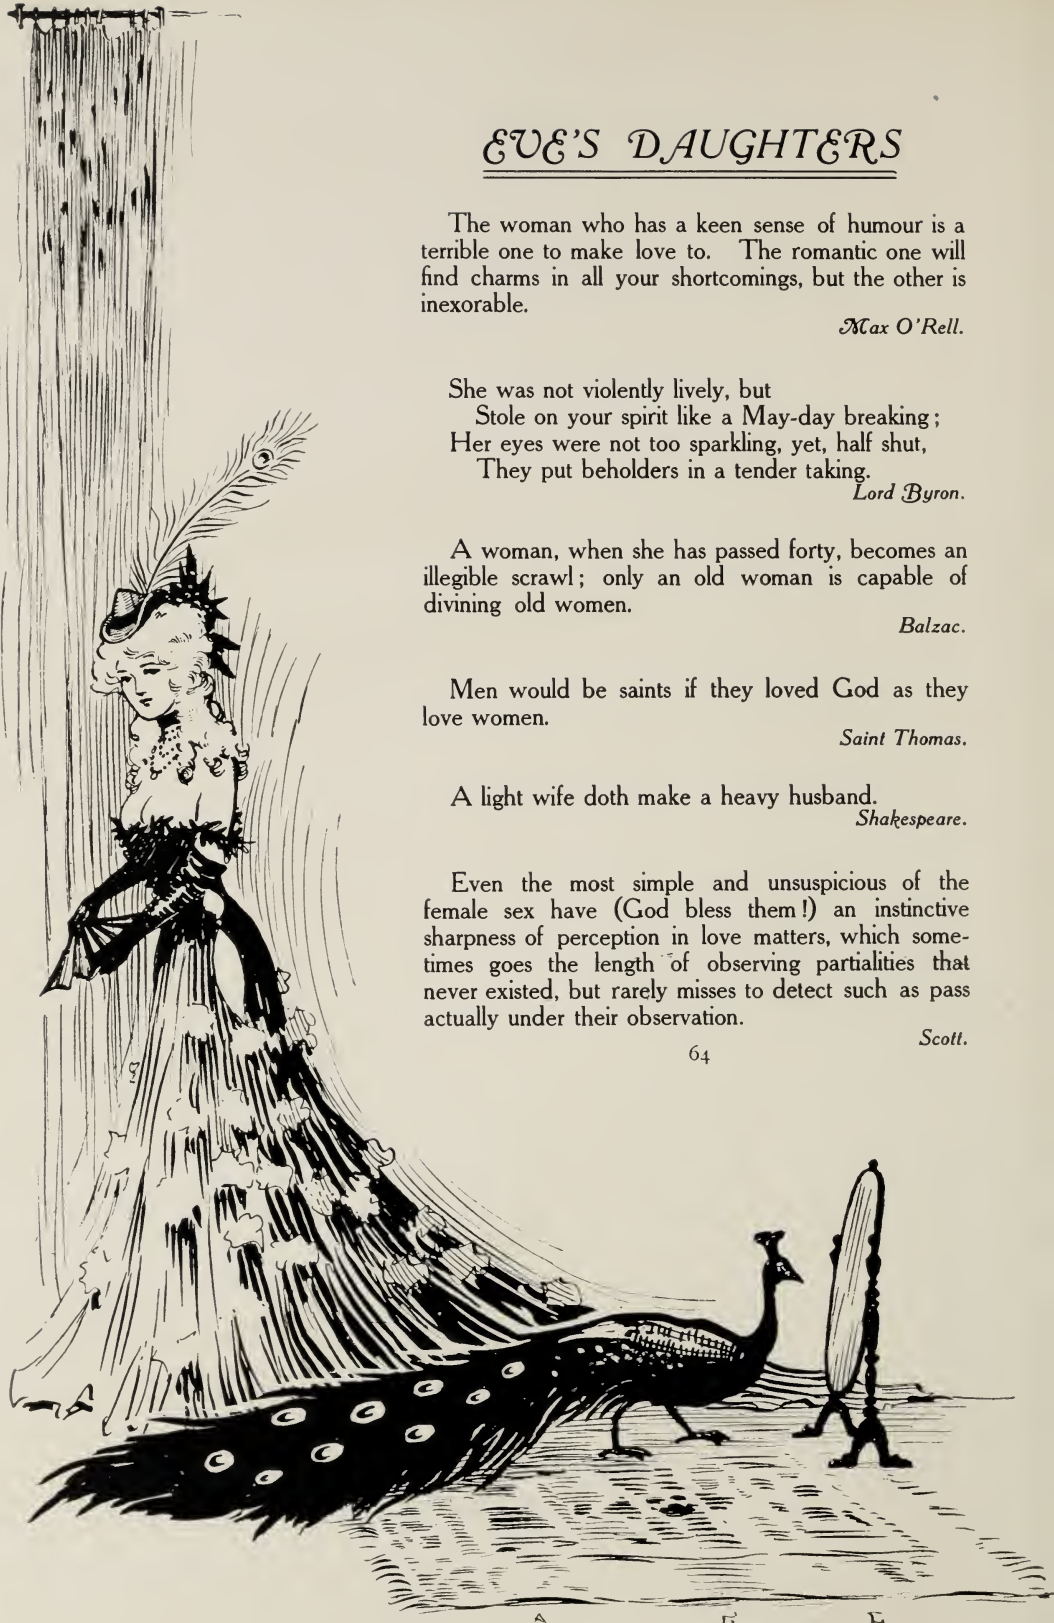 EVE'S DAUGHTERS
The woman who has a keen sense of humour is a
terrible one to make love to. The romantic one will
find charms in all your shortcomings, but the other is
inexorable.
Max O'Rell.
She was not violently lively, but
Stole on your spirit like a May-day breaking;
Her eyes were not too sparkling, yet, half shut,
They put beholders in a tender taking.
Lord Byron.
A woman, when she has passed forty, becomes an
illegible scrawl; only an old woman is capable of
divining old women.
Balzac.
Men would be saints if they loved God as they
love women.
Saint Thomas.
A light wife doth make a heavy husband.
Shakespeare.
Even the most simple and unsuspicious of the
female sex have (God bless them!) an instinctive
sharpness of perception in love matters, which some-
times goes the length of observing partialities that
never existed, but rarely misses to detect such as pass
actually under their observation.
Scott.
64